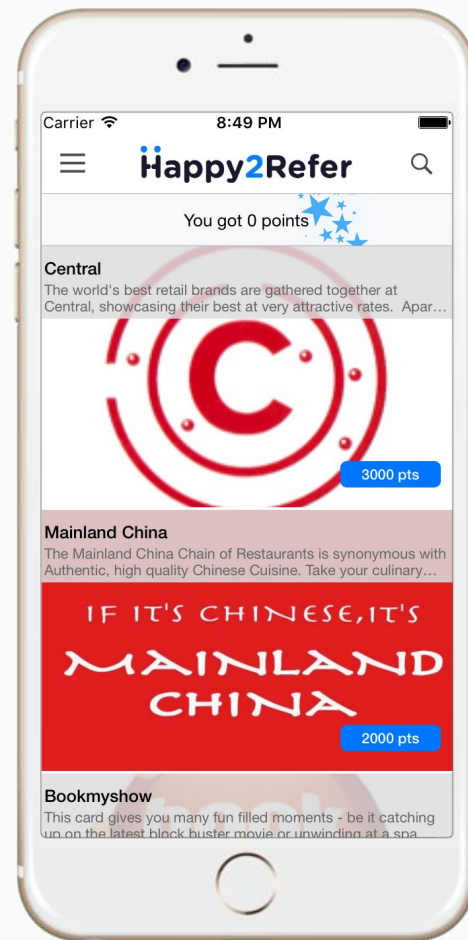 Carrier 8:49 PM
Happy2Refer
You got 0 points
Central
The world's best retail brands are gathered together at
Central, showcasing their best at very attractive rates. Apar...
C
3000 pts
Mainland China
The Mainland China Chain of Restaurants is synonymous with
Authentic, high quality Chinese Cuisine. Take your culinary...
IF IT'S CHINESE,IT'S
MAINLAND
CHINA
2000 pts
Bookmyshow
This card gives you many fun filled moments - be it catching
up on the latest block buster movie or unwinding at a spa